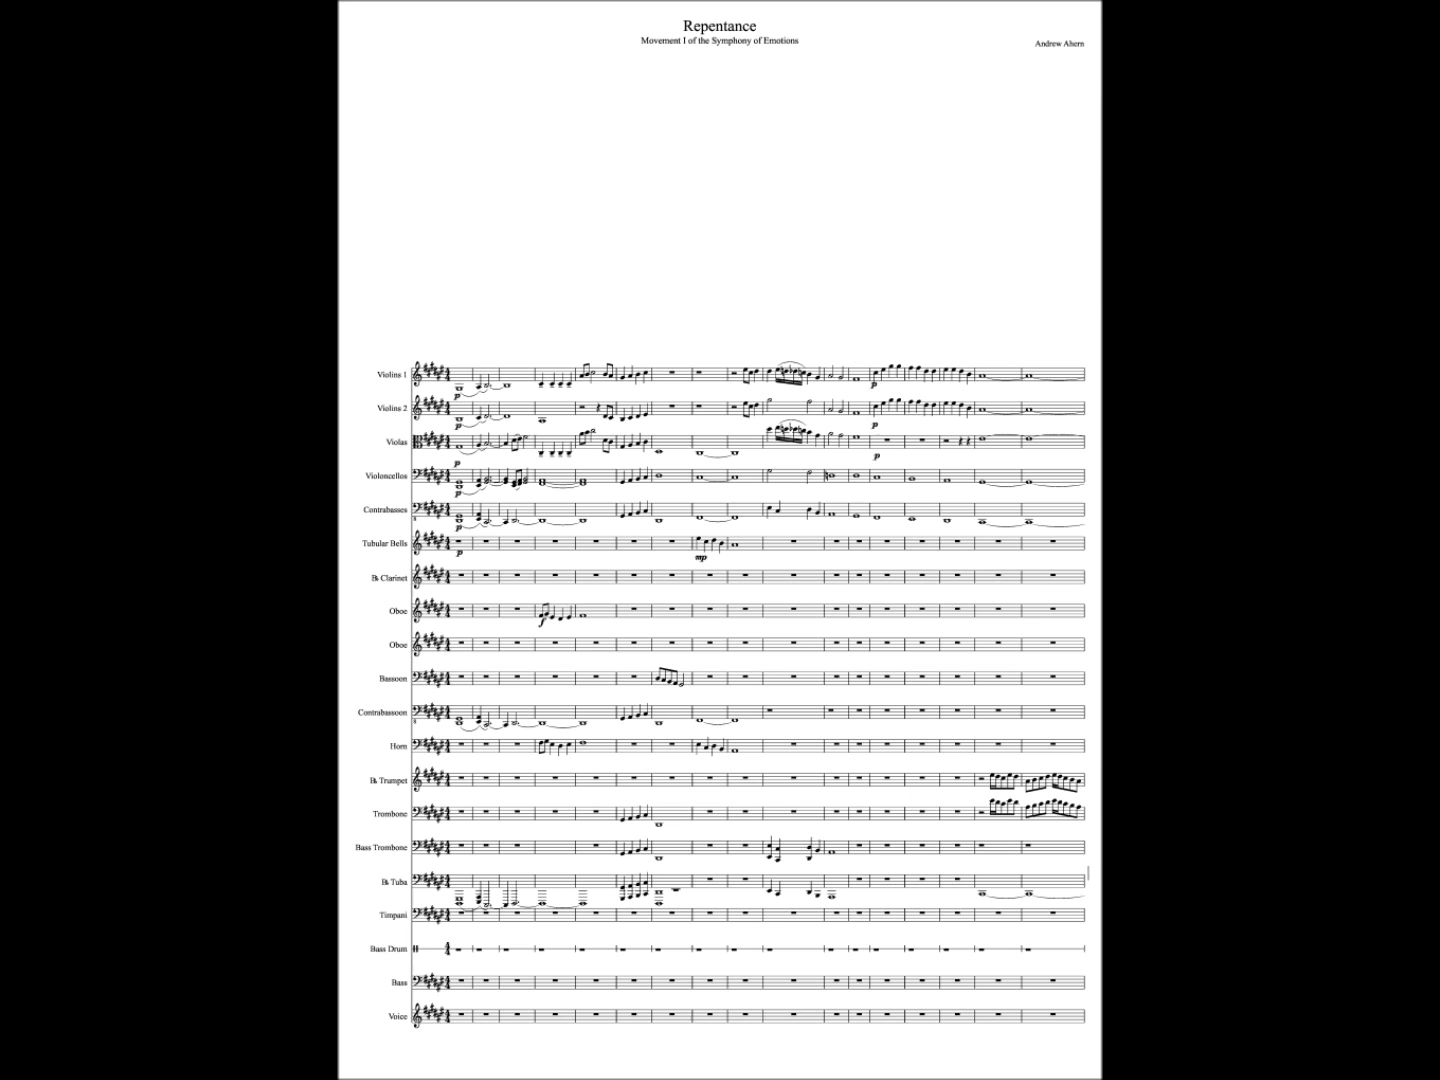 Repentance
Movement I of the Symphony of Emotions
Andrew Ahern
Violins 1
p
p
Violins 2
p
p
Violas
p
p
Violoncellos
p
Contrabasses
p
Tubular Bells
p
mp
B♭ Clarinet
Oboe
f
Oboe
Bassoon
Contrabassoon
Horn
B♭ Trumpet
Trombone
Bass Trombone
B♭ Tuba
Timpani
Bass Drum
Bass
Voice